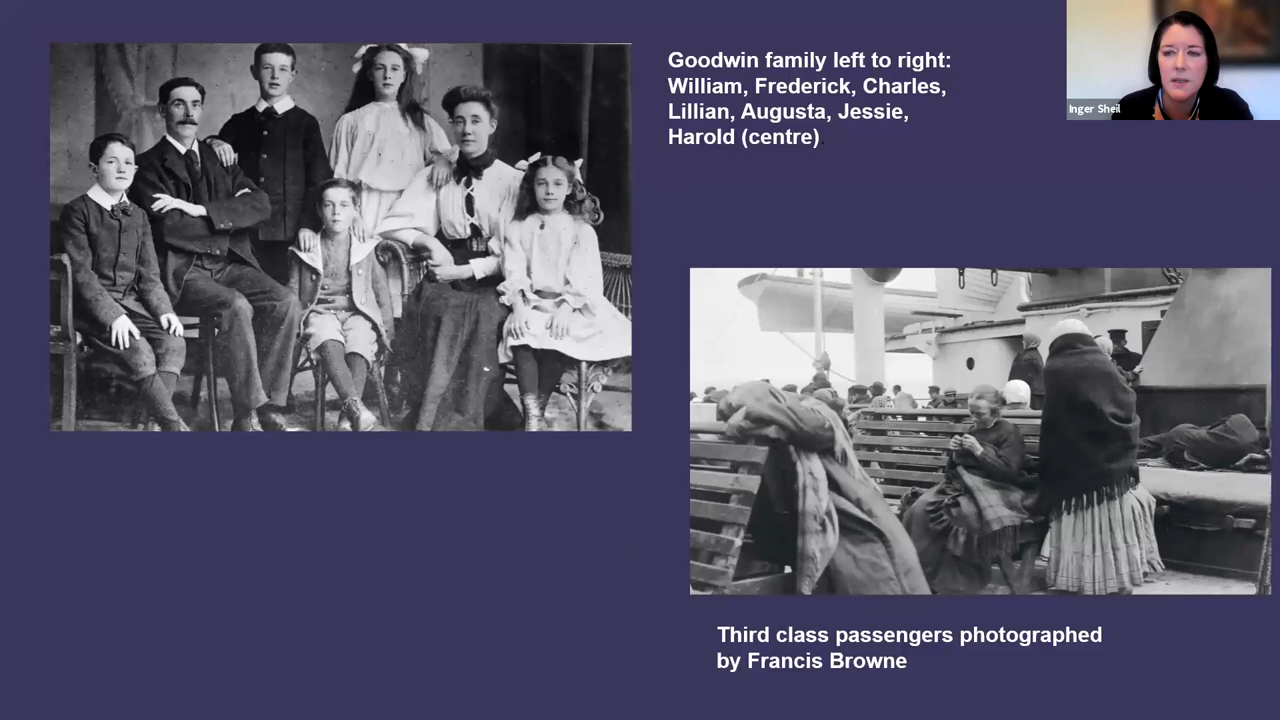 Goodwin family left to right:
William, Frederick, Charles,
Lillian, Augusta, Jessie,
Harold (centre)
Inger Sheil
Third class passengers photographed
by Francis Browne